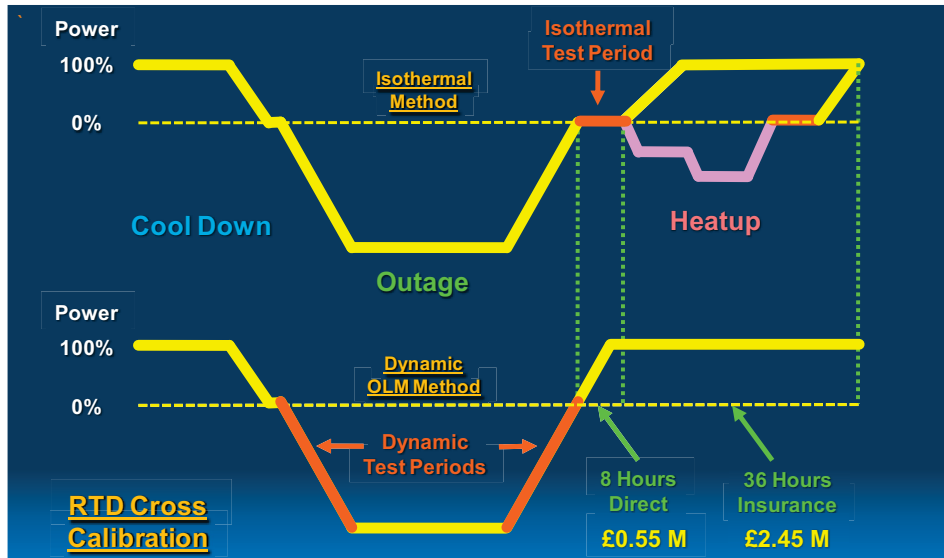 Power
100%
0%
Isothermal
Method
Isothermal
Test Period
Cool Down
Outage
Heatup
Power
100%
0%
Dynamic
OLM Method
Dynamic
Test Periods
RTD Cross
Calibration
8 Hours
Direct
£0.55 M
36 Hours
Insurance
£2.45 M